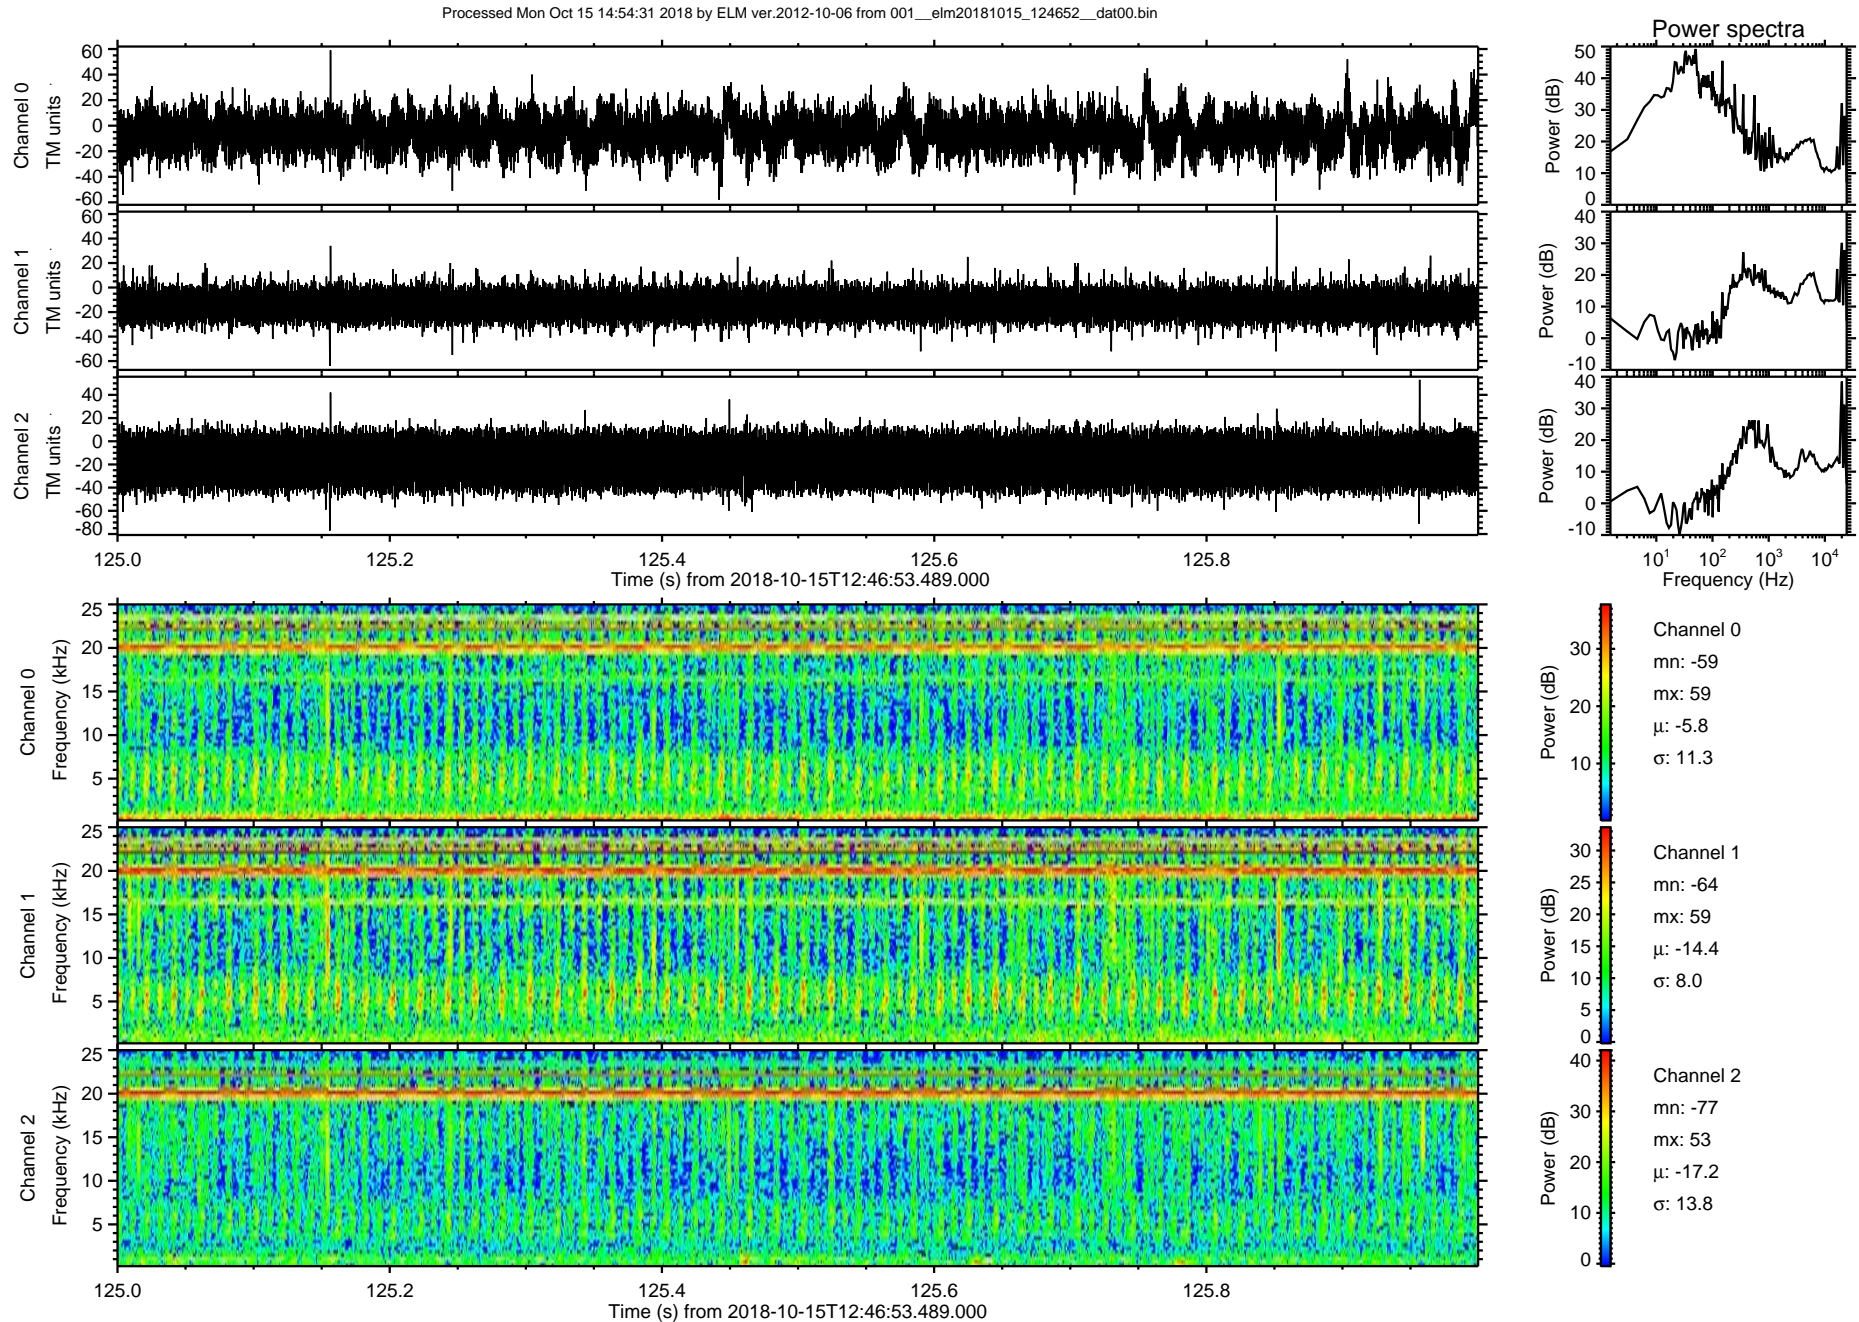 Processed Mon Oct 15 14:54:31 2018 by ELM ver.2012-10-06 from 001__elm20181015_124652__dat00.bin
Power spectra
Channel 0
TM units
60
40
20
0
-20
-40
-60
Power (dB)
50
40
30
20
10
0
Channel 1
TM units
60
40
20
0
-20
-40
-60
Power (dB)
40
30
20
10
0
-10
Channel 2
TM units
40
20
0
-20
-40
-60
-80
Power (dB)
40
30
20
10
0
-10
125.0 125.2 125.4 125.6 125.8
Time (s) from 2018-10-15T12:46:53.489.000
10¹ 10² 10³ 10⁴
Frequency (Hz)
Channel 0
Frequency (kHz)
25
20
15
10
5
Power (dB)
30
20
10
Channel 0
mn: -59
mx: 59
μ: -5.8
σ: 11.3
Channel 1
Frequency (kHz)
25
20
15
10
5
Power (dB)
30
25
20
15
10
5
0
Channel 1
mn: -64
mx: 59
μ: -14.4
σ: 8.0
Channel 2
Frequency (kHz)
25
20
15
10
5
Power (dB)
40
30
20
10
0
Channel 2
mn: -77
mx: 53
μ: -17.2
σ: 13.8
125.0 125.2 125.4 125.6 125.8
Time (s) from 2018-10-15T12:46:53.489.000